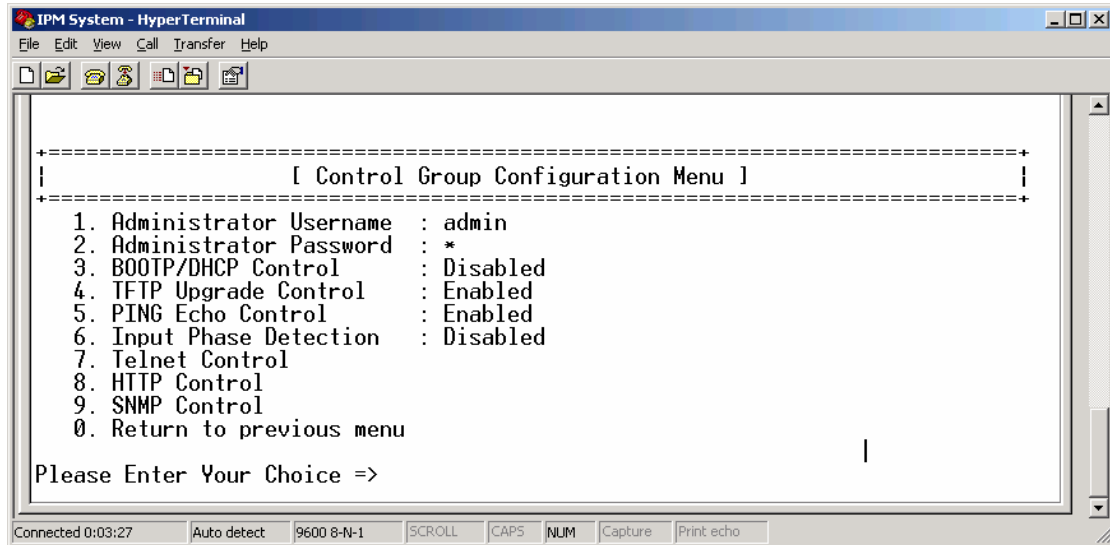 IPM System - HyperTerminal
File Edit View Call Transfer Help
+============================================================================+
| [ Control Group Configuration Menu ] |
+============================================================================+
1. Administrator Username : admin
2. Administrator Password : *
3. BOOTP/DHCP Control : Disabled
4. TFTP Upgrade Control : Enabled
5. PING Echo Control : Enabled
6. Input Phase Detection : Disabled
7. Telnet Control
8. HTTP Control
9. SNMP Control
0. Return to previous menu
Please Enter Your Choice =>
Connected 0:03:27 Auto detect 9600 8-N-1 SCROLL CAPS NUM Capture Print echo